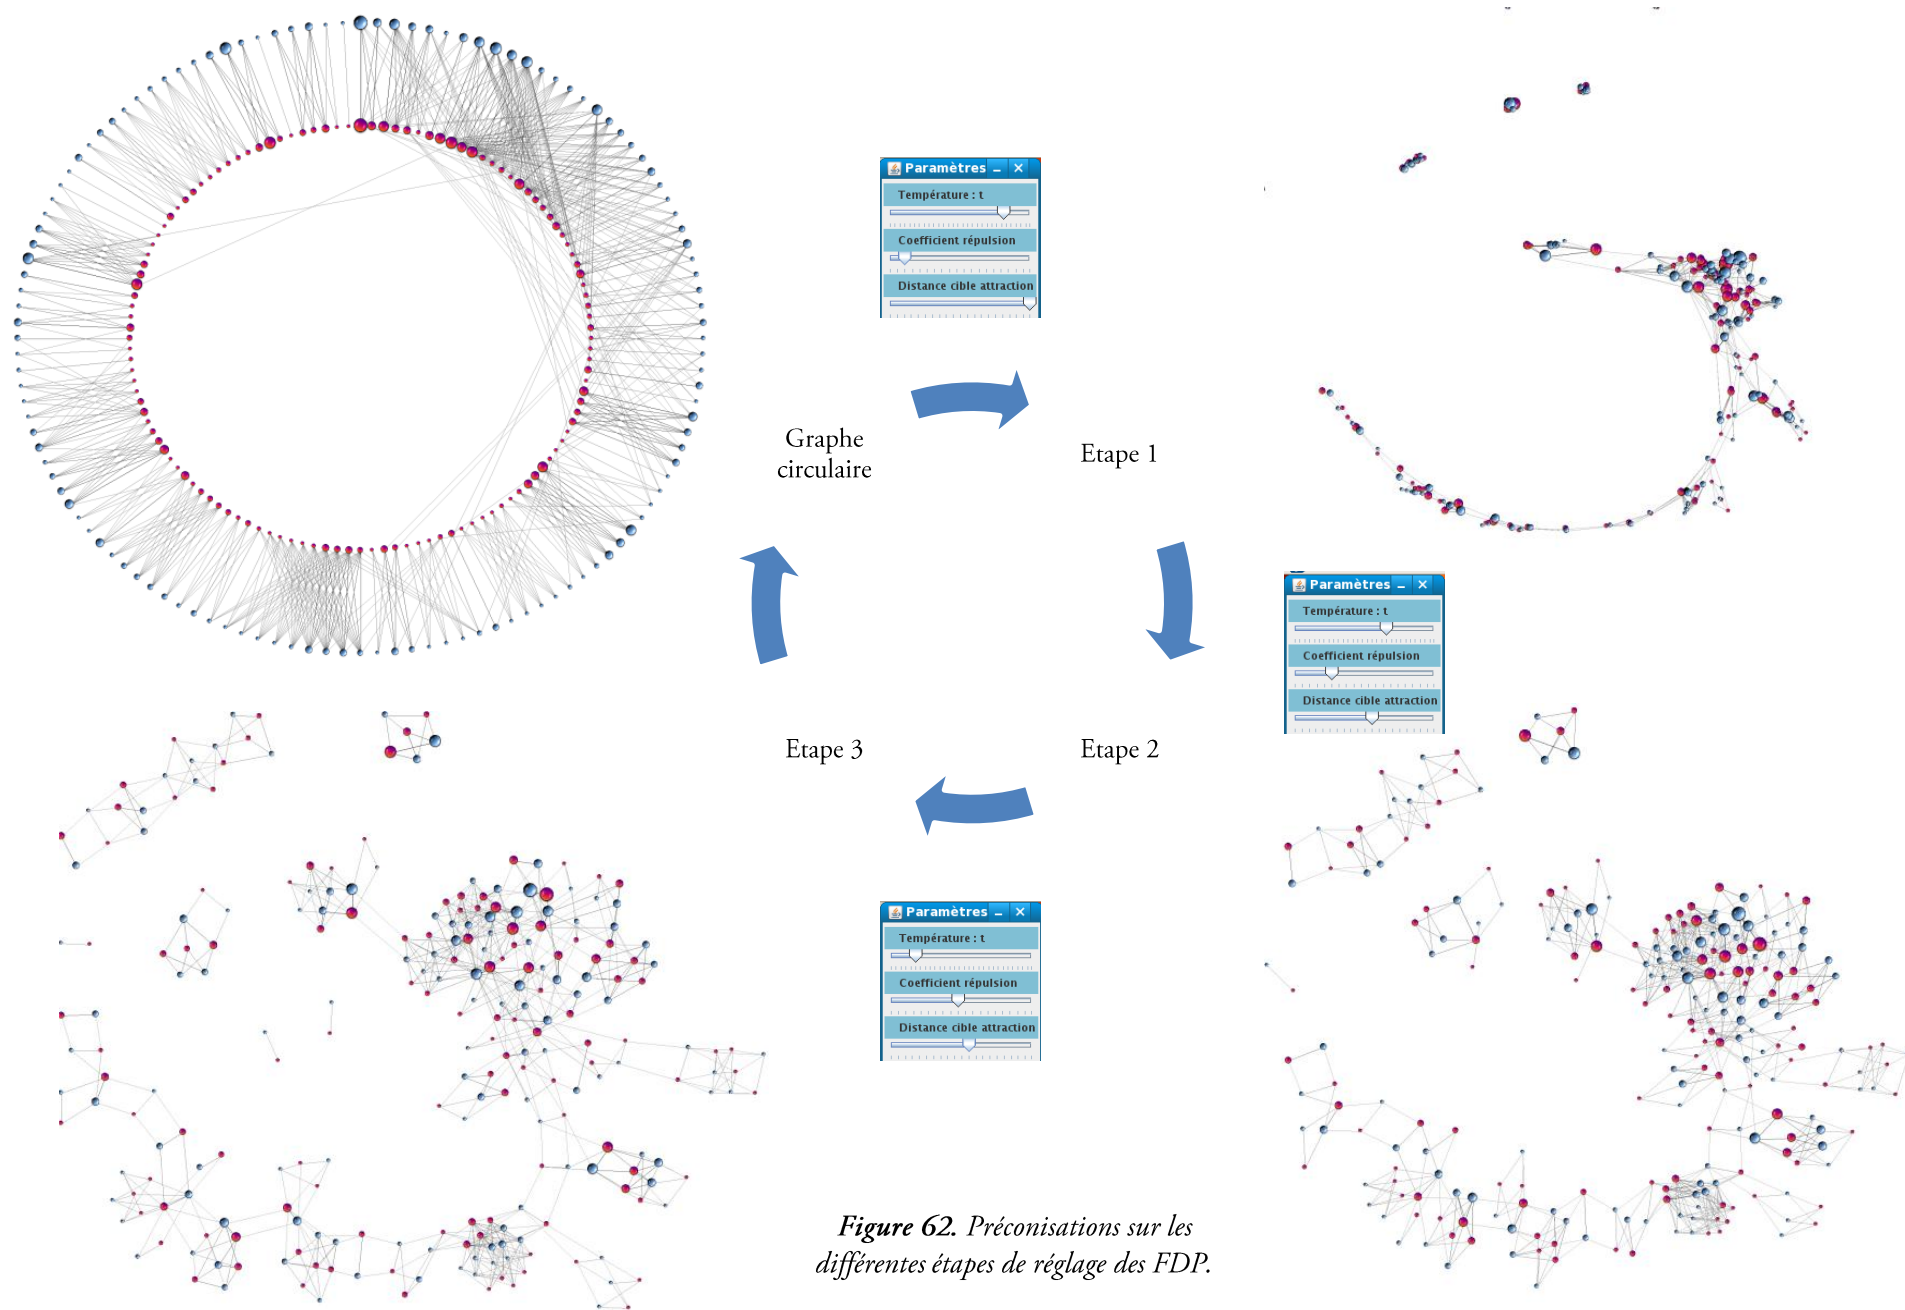 Paramètres
Température : t
Coefficient répulsion
Distance cible attraction
Graphe
circulaire
Etape 1
Paramètres
Température : t
Coefficient répulsion
Distance cible attraction
Etape 3
Etape 2
Paramètres
Température : t
Coefficient répulsion
Distance cible attraction
Figure 62. Préconisations sur les
différentes étapes de réglage des FDP.